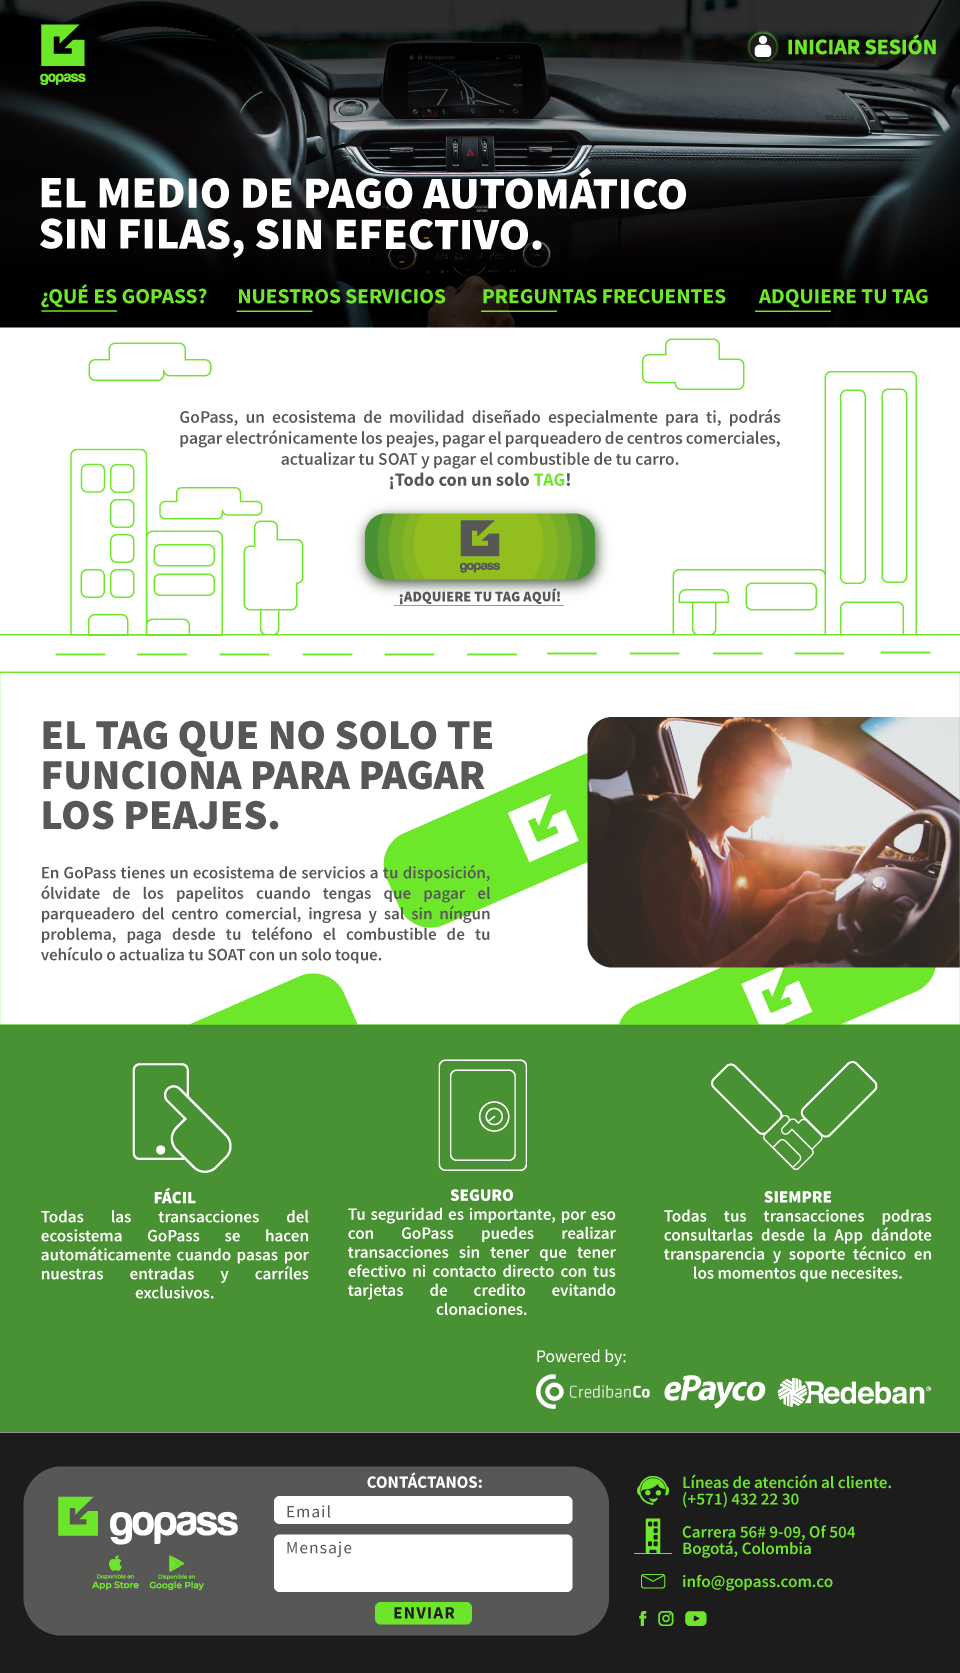 gopass
INICIAR SESIÓN
Navegación
EL MEDIO DE PAGO AUTOMÁTICO
SIN FILAS, SIN EFECTIVO.
¿QUÉ ES GOPASS? NUESTROS SERVICIOS PREGUNTAS FRECUENTES ADQUIERE TU TAG
GoPass, un ecosistema de movilidad diseñado especialmente para ti, podrás
pagar electrónicamente los peajes, pagar el parqueadero de centros comerciales,
actualizar tu SOAT y pagar el combustible de tu carro.
¡Todo con un solo TAG!
gopass
¡ADQUIERE TU TAG AQUÍ!
EL TAG QUE NO SOLO TE
FUNCIONA PARA PAGAR
LOS PEAJES.
En GoPass tienes un ecosistema de servicios a tu disposición,
ólvidate de los papelitos cuando tengas que pagar el
parqueadero del centro comercial, ingresa y sal sin níngún
problema, paga desde tu teléfono el combustible de tu
vehículo o actualiza tu SOAT con un solo toque.
FÁCIL
Todas las transacciones del
ecosistema GoPass se hacen
automáticamente cuando pasas por
nuestras entradas y carríles
exclusivos.
SEGURO
Tu seguridad es importante, por eso
con GoPass puedes realizar
transacciones sin tener que tener
efectivo ni contacto directo con tus
tarjetas de credito evitando
clonaciones.
SIEMPRE
Todas tus transacciones podras
consultarlas desde la App dándote
transparencia y soporte técnico en
los momentos que necesites.
Powered by:
CredibanCo ePayco Redeban®
gopass
Disponible en
App Store
Disponible en
Google Play
CONTÁCTANOS:
Email
Mensaje
ENVIAR
Líneas de atención al cliente.
(+571) 432 22 30
Carrera 56# 9-09, Of 504
Bogotá, Colombia
info@gopass.com.co